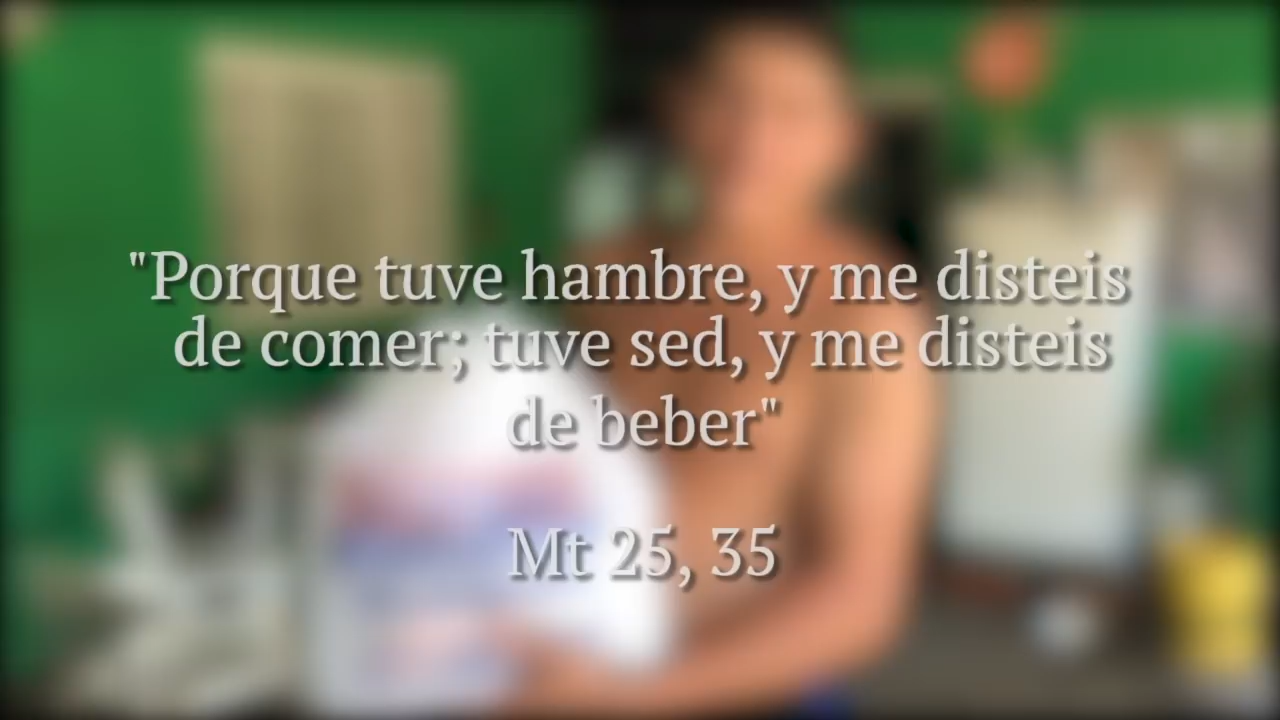 "Porque tuve hambre, y me disteis
de comer; tuve sed, y me disteis
de beber"
Mt 25, 35